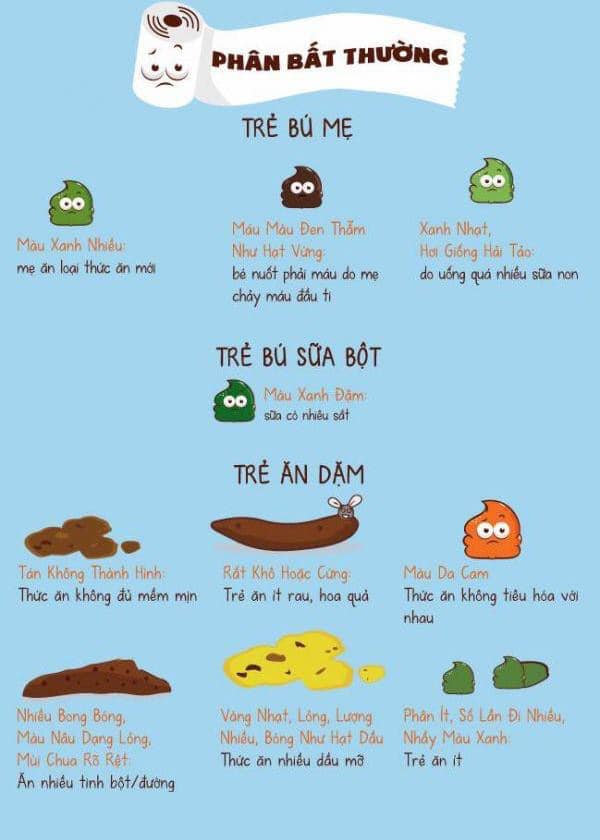 PHÂN BẤT THƯỜNG
TRẺ BÚ MẸ
Màu Xanh Nhiều:
mẹ ăn loại thức ăn mới
Máu Màu Đen Thẫm
Như Hạt Vừng:
bé nuốt phải máu do mẹ
chảy máu đầu ti
Xanh Nhạt,
Hơi Giống Hải Tảo:
do uống quá nhiều sữa non
TRẺ BÚ SỮA BỘT
Màu Xanh Đậm:
sữa có nhiều sắt
TRẺ ĂN DẶM
Tán Không Thành Hình:
Thức ăn không đủ mềm mịn
Rất Khô Hoặc Cứng:
Trẻ ăn ít rau, hoa quả
Màu Da Cam
Thức ăn không tiêu hóa với
nhau
Nhiều Bong Bóng,
Màu Nâu Dạng Lỏng,
Mùi Chua Rõ Rệt:
Ăn nhiều tinh bột/đường
Vàng Nhạt, Lỏng, Lượng
Nhiều, Bóng Như Hạt Dầu
Thức ăn nhiều dầu mỡ
Phân Ít, Số Lần Đi Nhiều,
Nhầy Màu Xanh:
Trẻ ăn ít